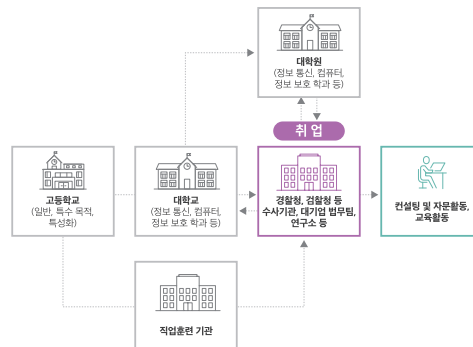 대학원
(정보 통신, 컴퓨터,
정보 보호 학과 등)
취업
고등학교
(일반, 특수 목적,
특성화)
대학교
(정보 통신, 컴퓨터,
정보 보호 학과 등)
경찰청, 검찰청 등
수사기관, 대기업 법무팀,
연구소 등
컨설팅 및 자문활동,
교육활동
직업훈련 기관